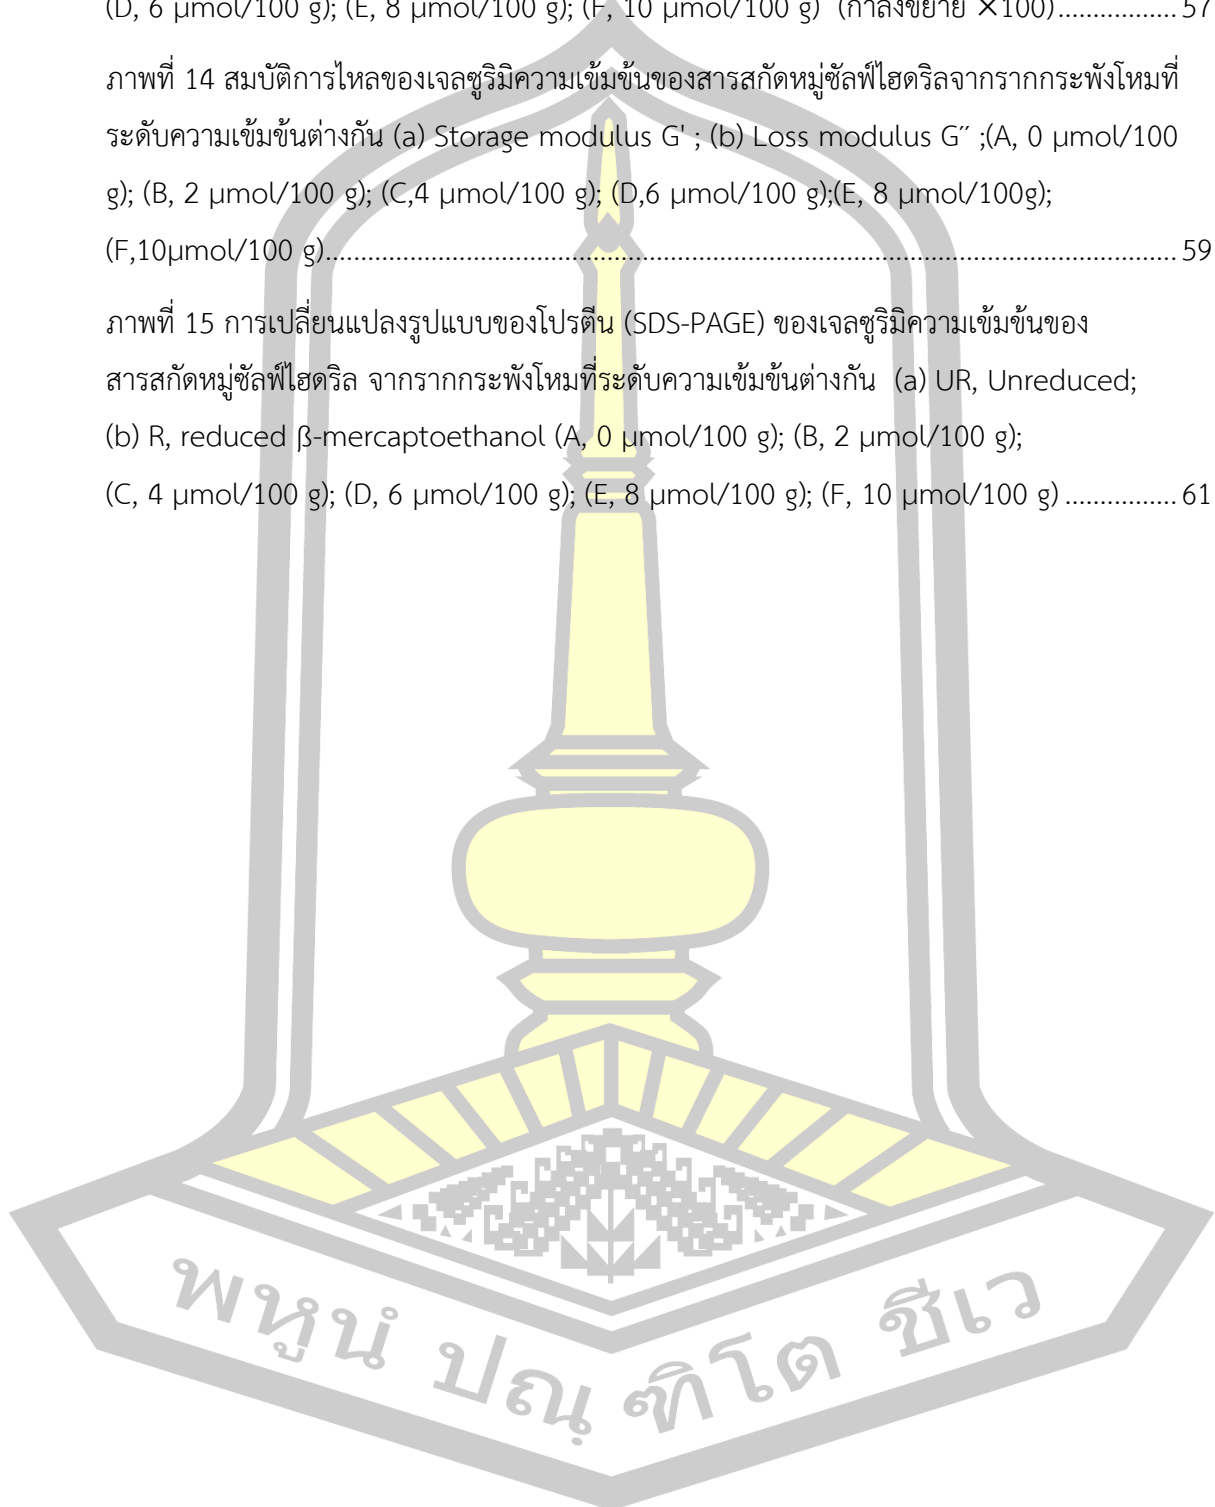 (D, 6 µmol/100 g); (E, 8 µmol/100 g); (F, 10 µmol/100 g) (กำลังขยาย ×100)................. 57
ภาพที่ 14 สมบัติการไหลของเจลซูริมิความเข้มข้นของสารสกัดหมู่ซัลฟ์ไฮดริลจากรากกระพังโหมที่
ระดับความเข้มข้นต่างกัน (a) Storage modulus G' ; (b) Loss modulus G″ ;(A, 0 µmol/100
g); (B, 2 µmol/100 g); (C,4 µmol/100 g); (D,6 µmol/100 g);(E, 8 µmol/100g);
(F,10µmol/100 g)......................................................................................................................... 59
ภาพที่ 15 การเปลี่ยนแปลงรูปแบบของโปรตีน (SDS-PAGE) ของเจลซูริมิความเข้มข้นของ
สารสกัดหมู่ซัลฟ์ไฮดริล จากรากกระพังโหมที่ระดับความเข้มข้นต่างกัน (a) UR, Unreduced;
(b) R, reduced β-mercaptoethanol (A, 0 µmol/100 g); (B, 2 µmol/100 g);
(C, 4 µmol/100 g); (D, 6 µmol/100 g); (E, 8 µmol/100 g); (F, 10 µmol/100 g) ................ 61
พหูนํ ปณฺฑิโต ชีเว